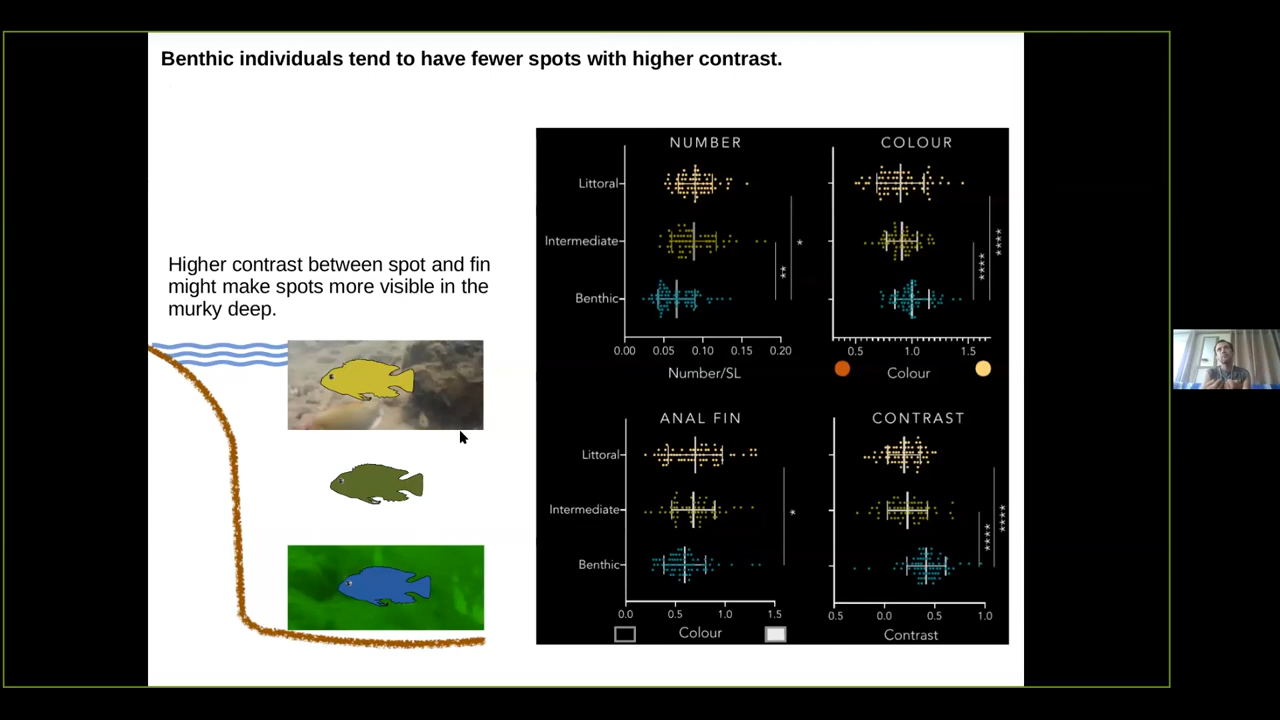 Benthic individuals tend to have fewer spots with higher contrast.
Higher contrast between spot and fin
might make spots more visible in the
murky deep.
NUMBER
Littoral
Intermediate
Benthic
*
**
0.00 0.05 0.10 0.15 0.20
Number/SL
COLOUR
****
****
0.5 1.0 1.5
Colour
ANAL FIN
Littoral
Intermediate
Benthic
*
0.0 0.5 1.0 1.5
Colour
CONTRAST
****
****
0.5 0.0 0.5 1.0
Contrast